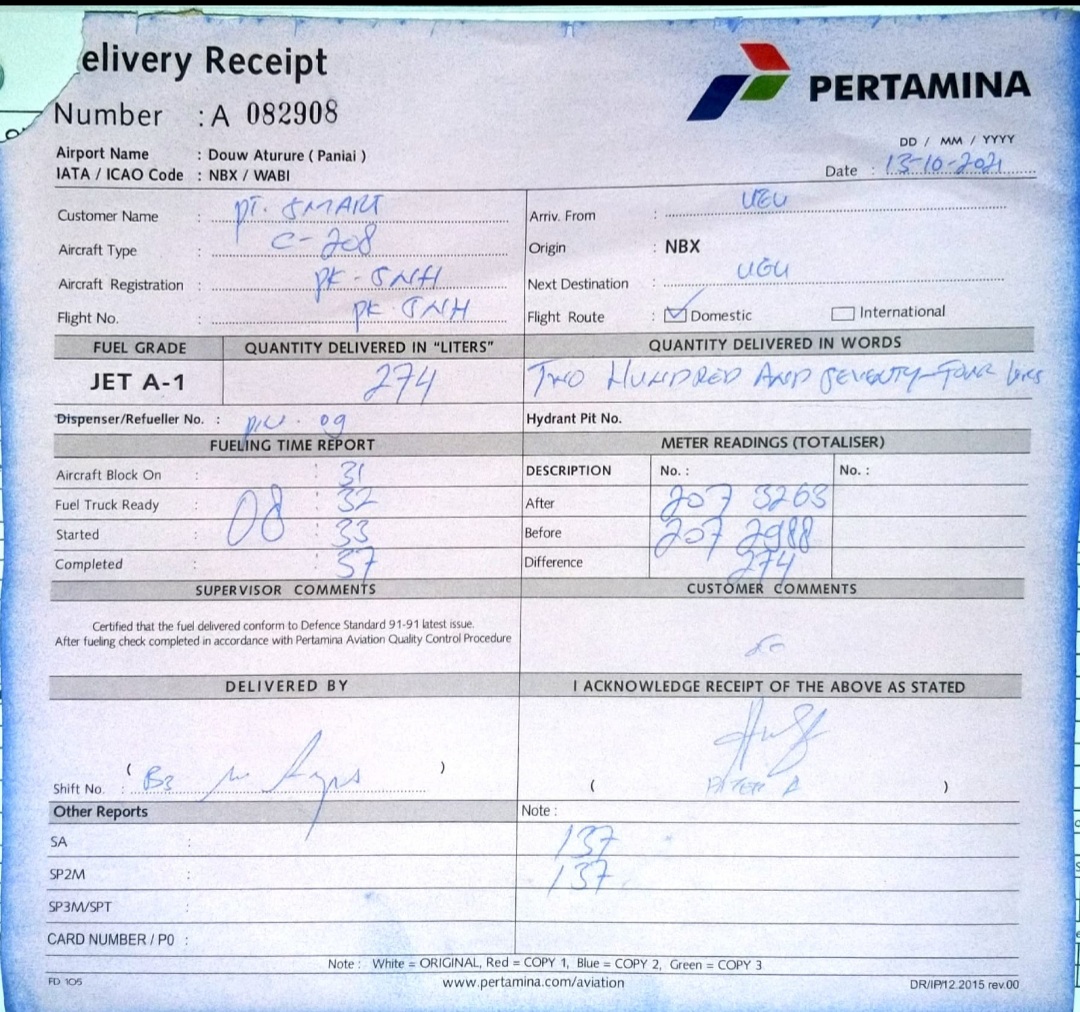 elivery Receipt
PERTAMINA
Number : A 082908
Airport Name : Douw Aturure ( Paniai )
IATA / ICAO Code : NBX / WABI
DD / MM / YYYY
Date : 13-10-2021
Customer Name : PT. SMART
Arriv. From : UGU
Aircraft Type : C-208
Origin : NBX
Aircraft Registration : PK-SNH
Next Destination : UGU
Flight No. : PK-SNH
Flight Route : Domestic International
FUEL GRADE QUANTITY DELIVERED IN "LITERS" QUANTITY DELIVERED IN WORDS
JET A-1 274 TWO HUNDRED AND SEVENTY-FOUR
Dispenser/Refueller No. : 09
Hydrant Pit No.
FUELING TIME REPORT METER READINGS (TOTALISER)
Aircraft Block On : : 31
DESCRIPTION No. : No. :
Fuel Truck Ready : 08 : 32
After 207 3263
Started : : 33
Before 207 2988
Completed : : 37
Difference 274
SUPERVISOR COMMENTS CUSTOMER COMMENTS
Certified that the fuel delivered conform to Defence Standard 91-91 latest issue.
After fueling check completed in accordance with Pertamina Aviation Quality Control Procedure
DELIVERED BY I ACKNOWLEDGE RECEIPT OF THE ABOVE AS STATED
( )
Shift No. :
( )
Other Reports Note :
SA : 137
SP2M : 137
SP3M/SPT :
CARD NUMBER / PO :
Note : White = ORIGINAL, Red = COPY 1, Blue = COPY 2, Green = COPY 3
FD 105 www.pertamina.com/aviation DR/IP/12.2015 rev.00